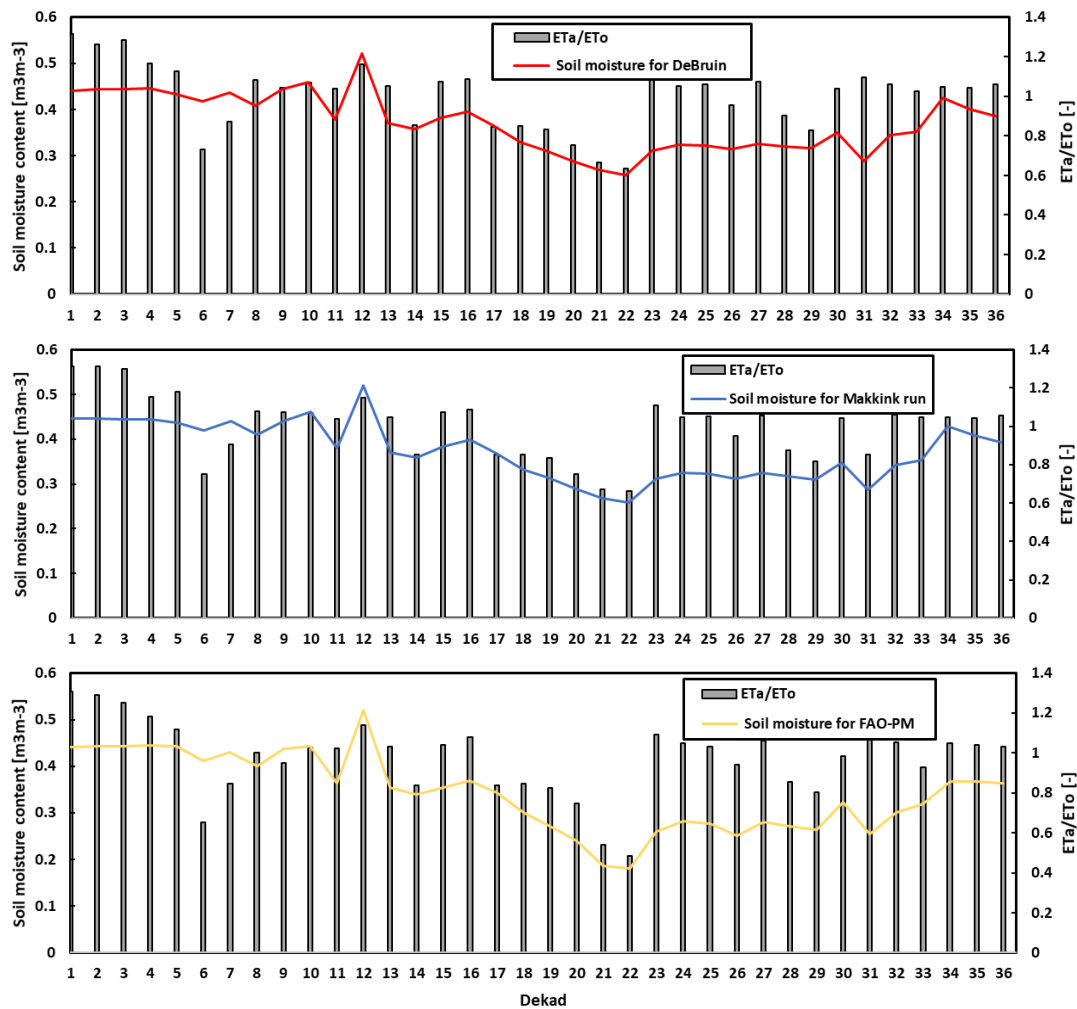 0.6
0.5
0.4
0.3
0.2
0.1
0
Soil moisture content [m3m-3]
ETa/ETo
Soil moisture for DeBruin
1.4
1.2
1
0.8
0.6
0.4
0.2
0
ETa/ETo [-]
1 2 3 4 5 6 7 8 9 10 11 12 13 14 15 16 17 18 19 20 21 22 23 24 25 26 27 28 29 30 31 32 33 34 35 36
0.6
0.5
0.4
0.3
0.2
0.1
0
Soil moisture content [m3m-3]
ETa/ETo
Soil moisture for Makkink run
1.4
1.2
1
0.8
0.6
0.4
0.2
0
ETa/ETo [-]
1 2 3 4 5 6 7 8 9 10 11 12 13 14 15 16 17 18 19 20 21 22 23 24 25 26 27 28 29 30 31 32 33 34 35 36
0.6
0.5
0.4
0.3
0.2
0.1
0
Soil moisture content [m3m-3]
ETa/ETo
Soil moisture for FAO-PM
1.4
1.2
1
0.8
0.6
0.4
0.2
0
ETa/ETo [-]
1 2 3 4 5 6 7 8 9 10 11 12 13 14 15 16 17 18 19 20 21 22 23 24 25 26 27 28 29 30 31 32 33 34 35 36
Dekad